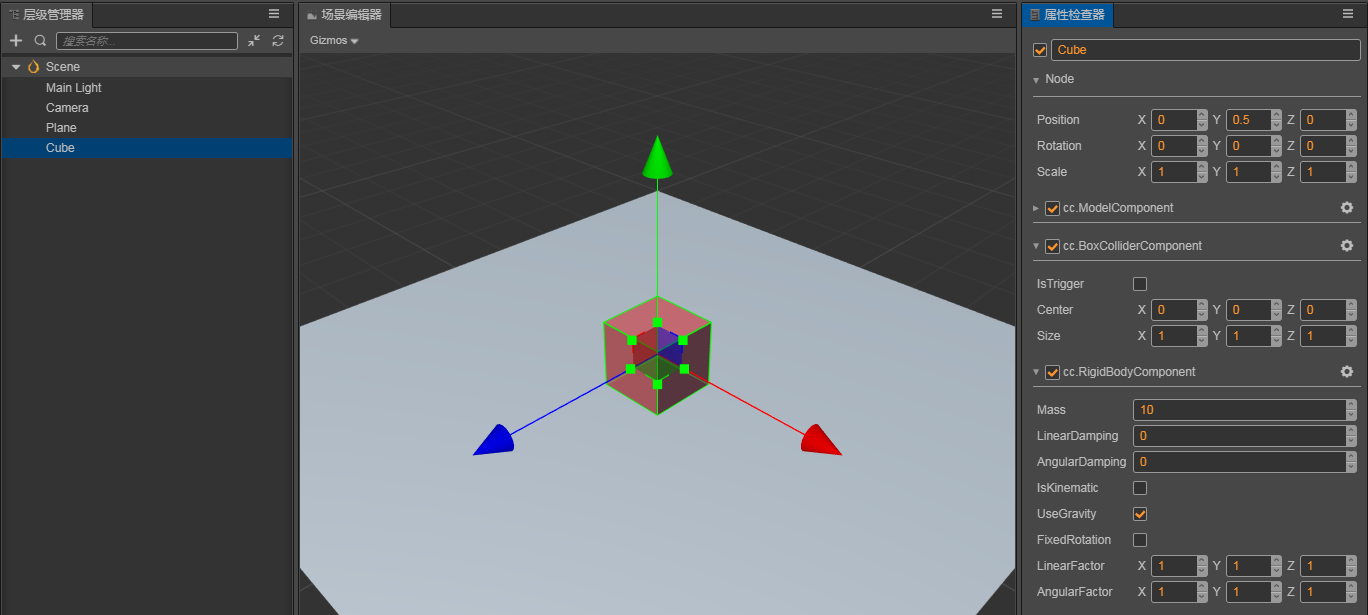 层级管理器
搜索名称...
Scene
Main Light
Camera
Plane
Cube
场景编辑器
Gizmos
属性检查器
Cube
Node
Position X 0 Y 0.5 Z 0
Rotation X 0 Y 0 Z 0
Scale X 1 Y 1 Z 1
cc.ModelComponent
cc.BoxColliderComponent
IsTrigger
Center X 0 Y 0 Z 0
Size X 1 Y 1 Z 1
cc.RigidBodyComponent
Mass 10
LinearDamping 0
AngularDamping 0
IsKinematic
UseGravity
FixedRotation
LinearFactor X 1 Y 1 Z 1
AngularFactor X 1 Y 1 Z 1